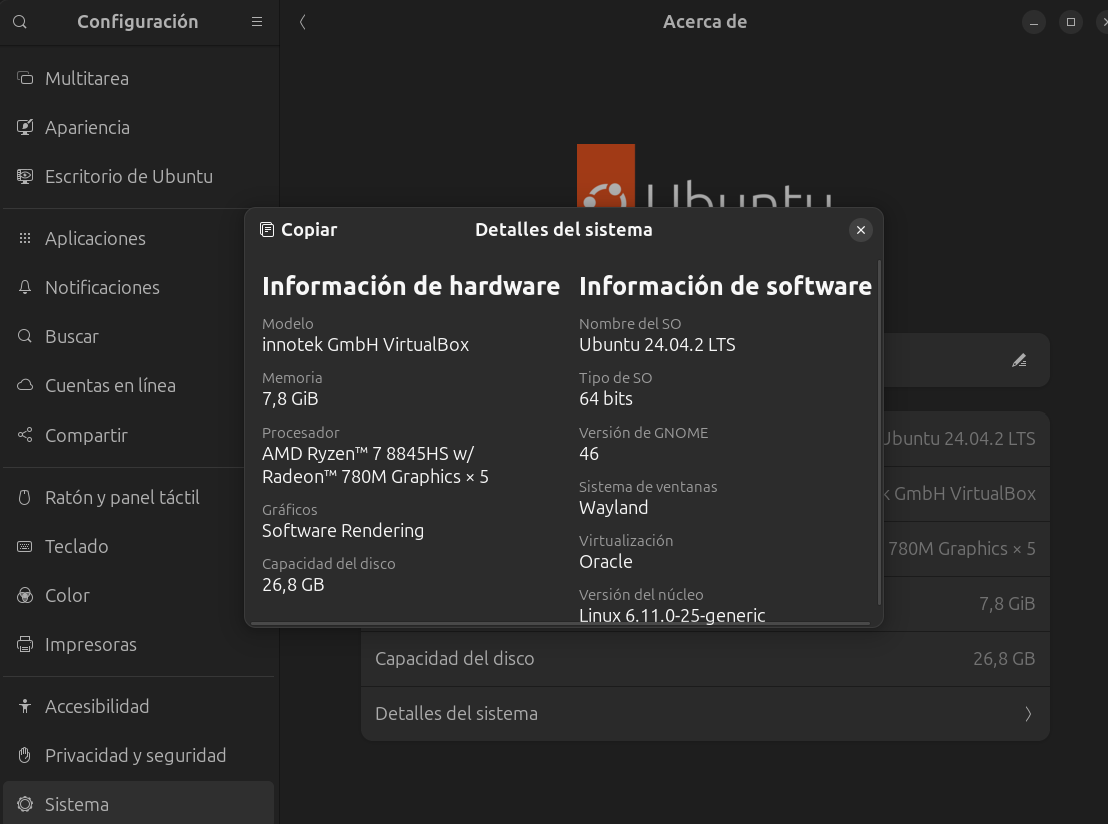 Configuración
Acerca de
Multitarea
Apariencia
Escritorio de Ubuntu
Aplicaciones
Notificaciones
Buscar
Cuentas en línea
Compartir
Ratón y panel táctil
Teclado
Color
Impresoras
Accesibilidad
Privacidad y seguridad
Sistema
Ubuntu
Copiar
Detalles del sistema
Información de hardware
Modelo
innotek GmbH VirtualBox
Memoria
7,8 GiB
Procesador
AMD Ryzen™ 7 8845HS w/
Radeon™ 780M Graphics × 5
Gráficos
Software Rendering
Capacidad del disco
26,8 GB
Información de software
Nombre del SO
Ubuntu 24.04.2 LTS
Tipo de SO
64 bits
Versión de GNOME
46
Sistema de ventanas
Wayland
Virtualización
Oracle
Versión del núcleo
Linux 6.11.0-25-generic
Ubuntu 24.04.2 LTS
k GmbH VirtualBox
780M Graphics × 5
7,8 GiB
Capacidad del disco 26,8 GB
Detalles del sistema